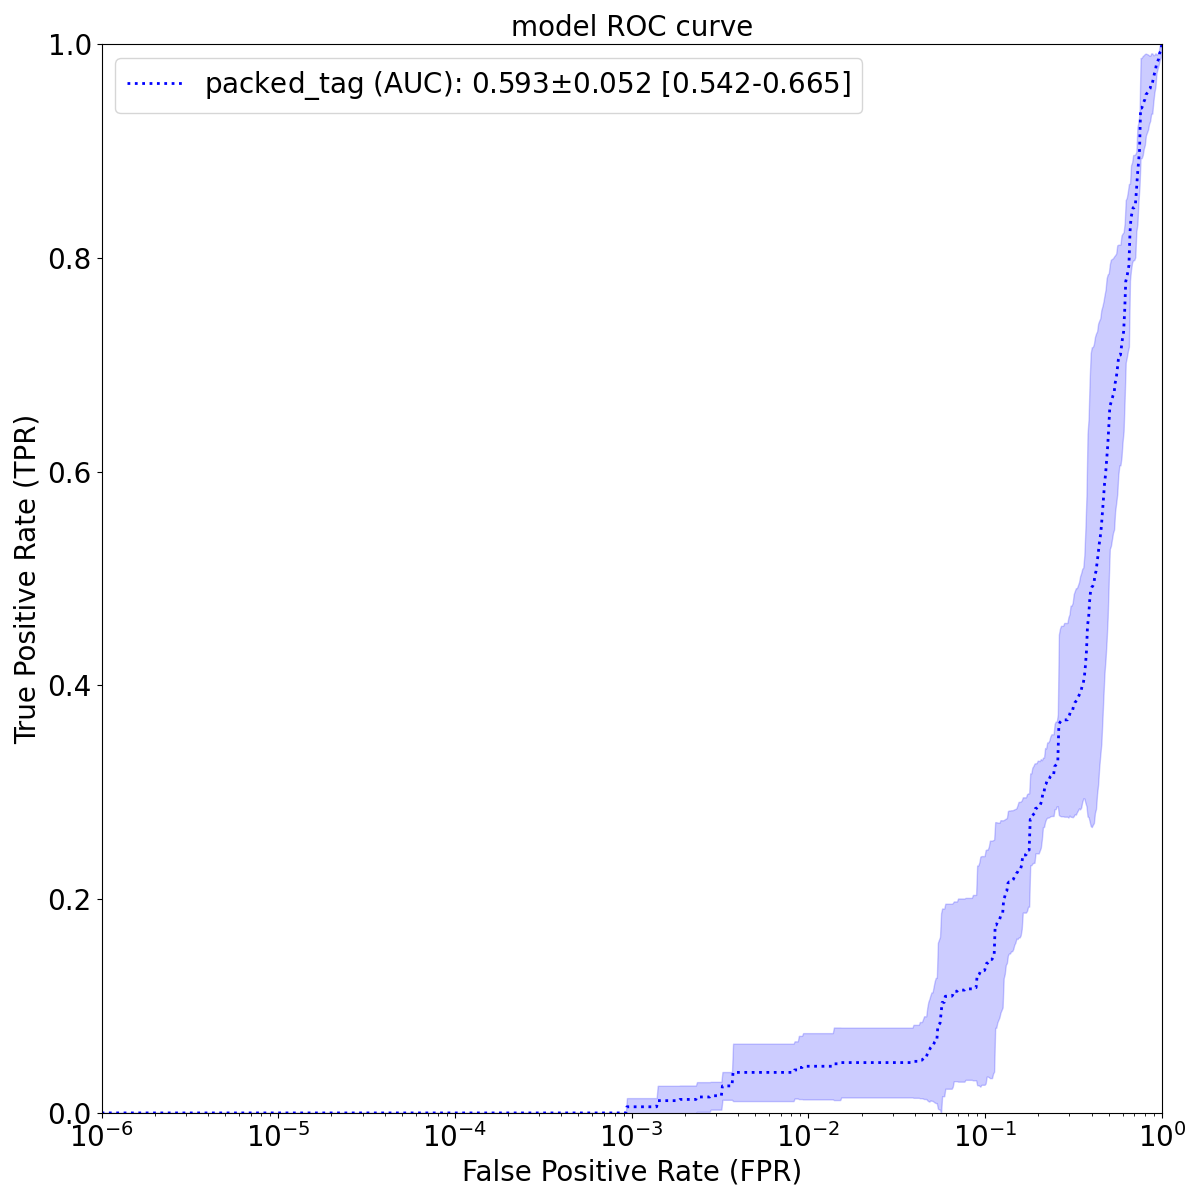 model ROC curve
packed_tag (AUC): 0.593±0.052 [0.542-0.665]
1.0
0.8
0.6
0.4
0.2
0.0
True Positive Rate (TPR)
10⁻⁶ 10⁻⁵ 10⁻⁴ 10⁻³ 10⁻² 10⁻¹ 10⁰
False Positive Rate (FPR)